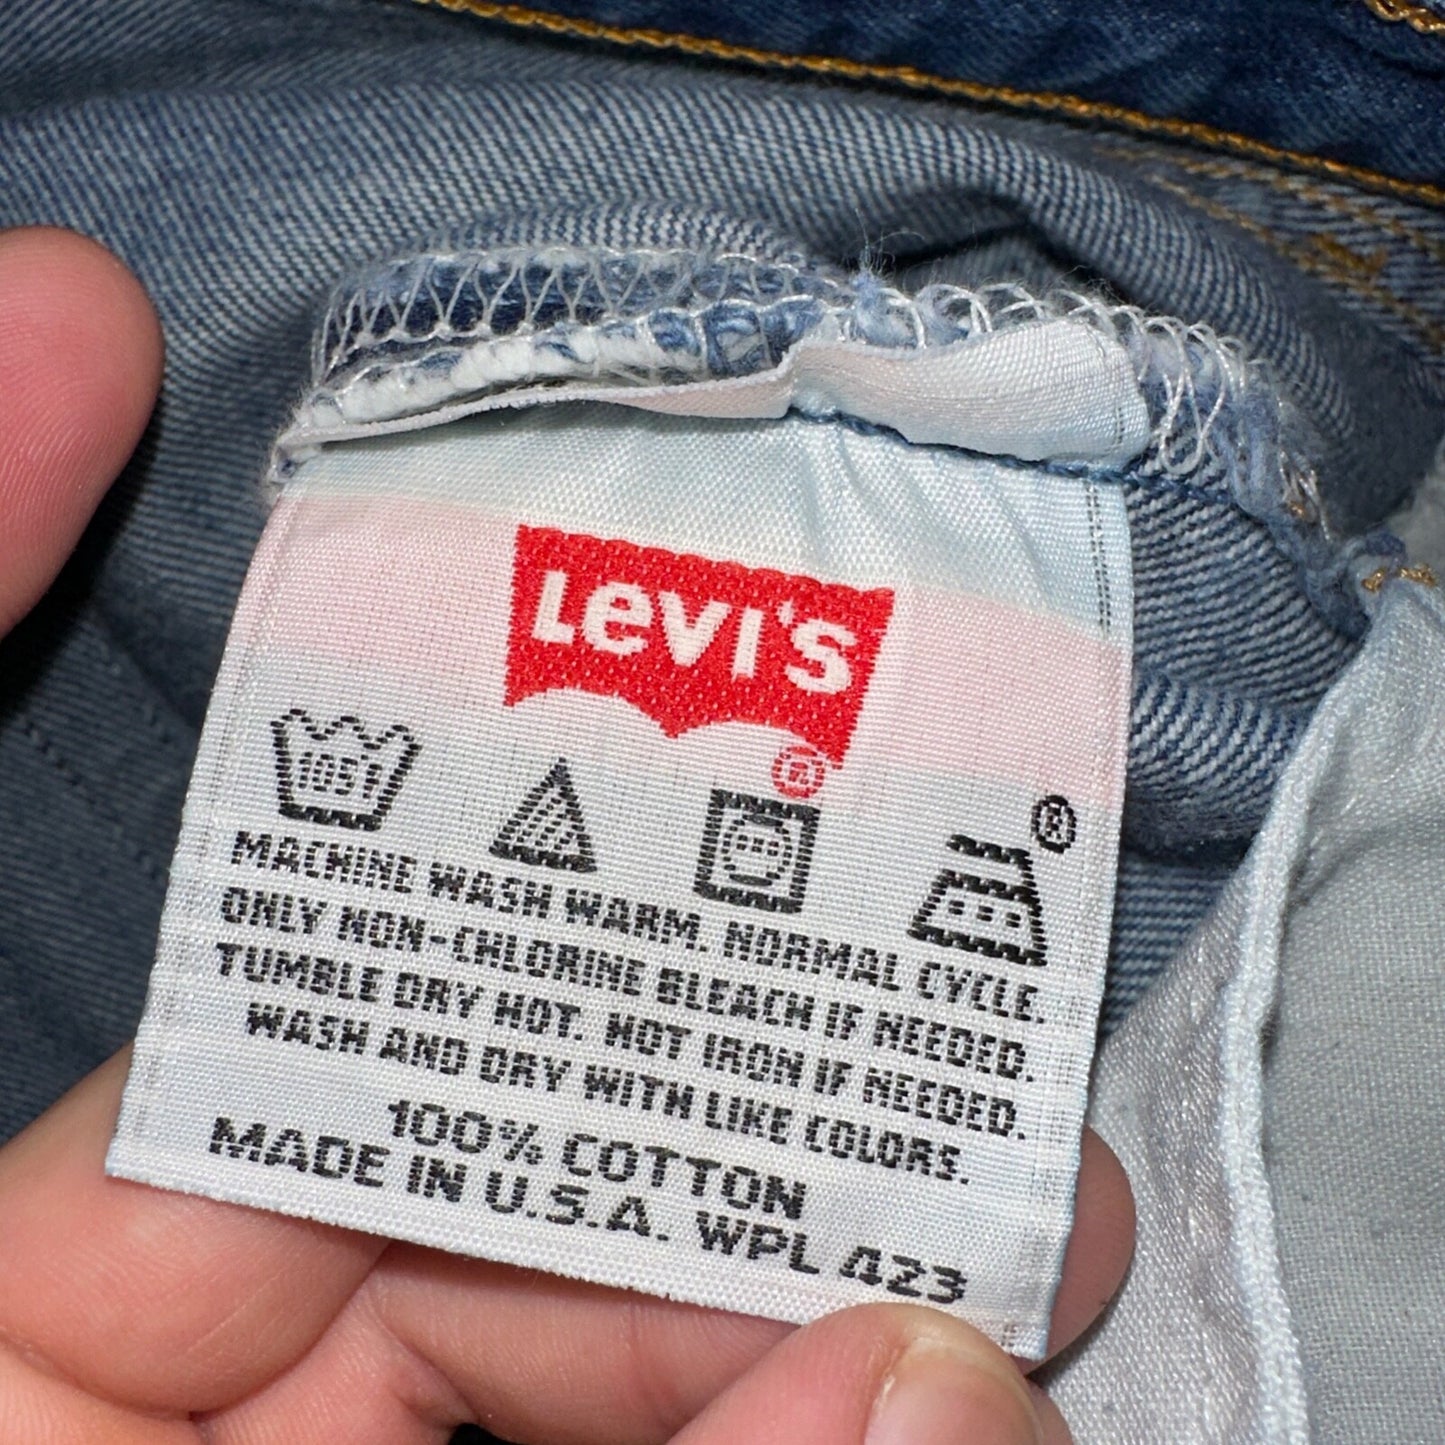 Levi's
®
105°F
®
MACHINE WASH WARM. NORMAL CYCLE.
ONLY NON-CHLORINE BLEACH IF NEEDED.
TUMBLE DRY HOT. HOT IRON IF NEEDED.
WASH AND DRY WITH LIKE COLORS.
100% COTTON
MADE IN U.S.A. WPL 423